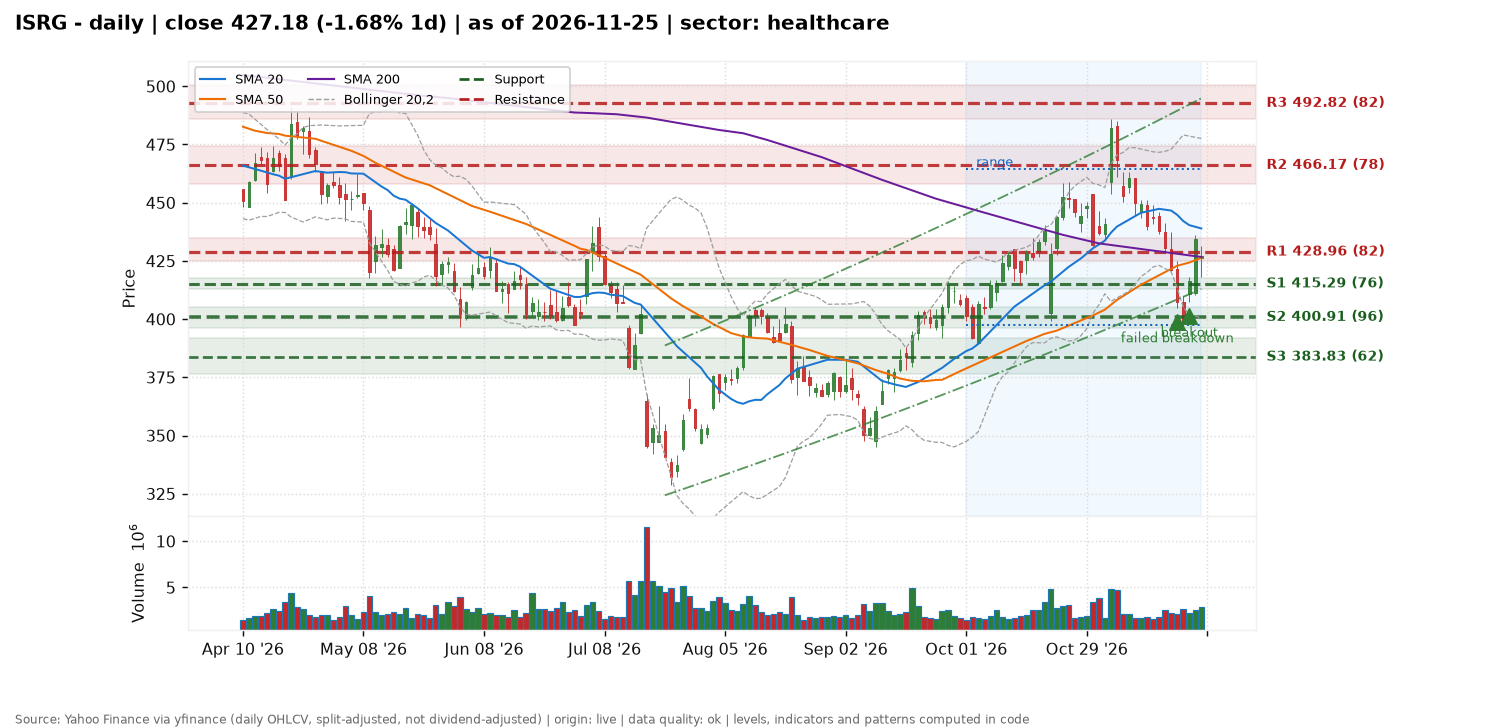 ISRG - daily | close 427.18 (-1.68% 1d) | as of 2026-11-25 | sector: healthcare
SMA 20
SMA 50
SMA 200
Bollinger 20,2
Support
Resistance
Price
500
475
450
425
400
375
350
325
range
breakout
failed breakdown
R3 492.82 (82)
R2 466.17 (78)
R1 428.96 (82)
S1 415.29 (76)
S2 400.91 (96)
S3 383.83 (62)
Volume 10⁶
10
5
Apr 10 '26
May 08 '26
Jun 08 '26
Jul 08 '26
Aug 05 '26
Sep 02 '26
Oct 01 '26
Oct 29 '26
Source: Yahoo Finance via yfinance (daily OHLCV, split-adjusted, not dividend-adjusted) | origin: live | data quality: ok | levels, indicators and patterns computed in code